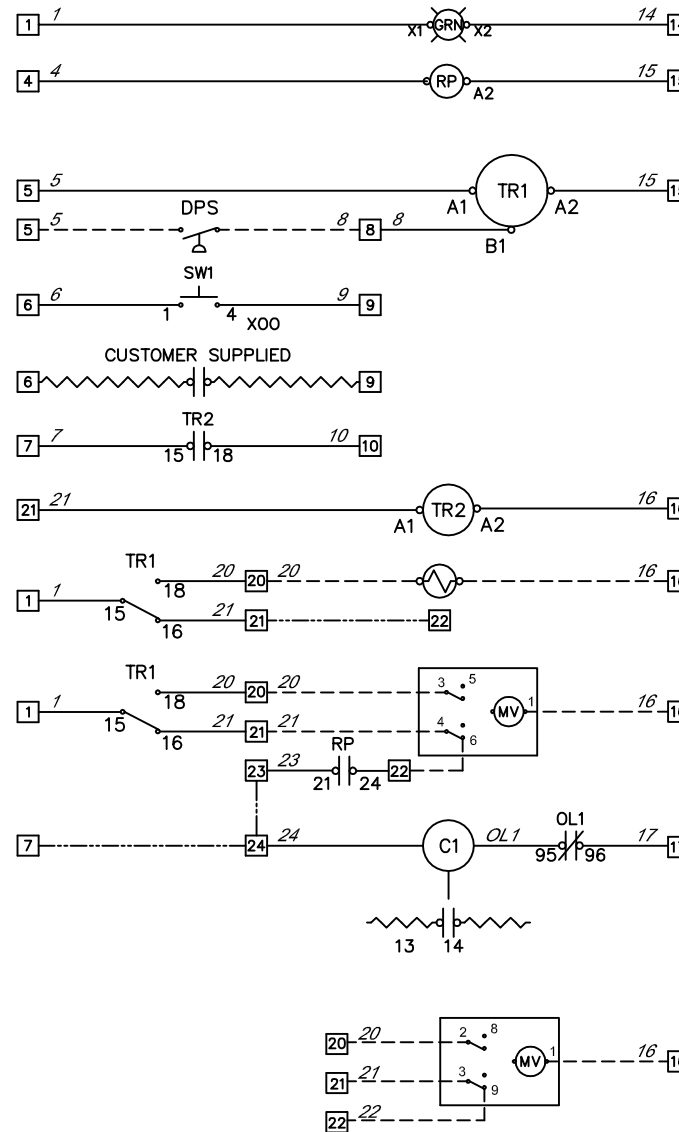 1 1 X1 GRN X2 14 14
4 4 RP A2 15 15
5 5 A1 TR1 A2 15 15
DPS
5 5 8 8 8 B1
SW1
6 6 1 4 9 9
XOO
CUSTOMER SUPPLIED
6 9
TR2
7 7 15 18 10 10
21 21 A1 TR2 A2 16
TR1
18 20 20 20 16
1 1 15
16 21 21 22
TR1
18 20 20 20 3 5
1 1 15 MV 1 16
16 21 21 21 4 6
RP
23 23 21 24 22
OL1
7 24 24 C1 OL1 95 96 17 17
13 14
20 20 2 8
MV 1 16
21 21 3 9
22 22